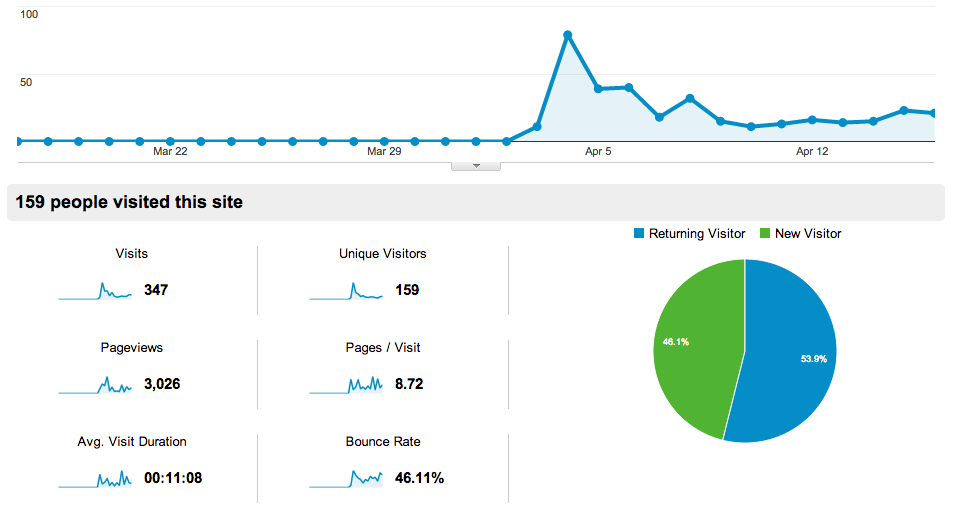 100
50
Mar 22 Mar 29 Apr 5 Apr 12
159 people visited this site
Returning Visitor New Visitor
Visits
347
Unique Visitors
159
Pageviews
3,026
Pages / Visit
8.72
Avg. Visit Duration
00:11:08
Bounce Rate
46.11%
46.1%
53.9%